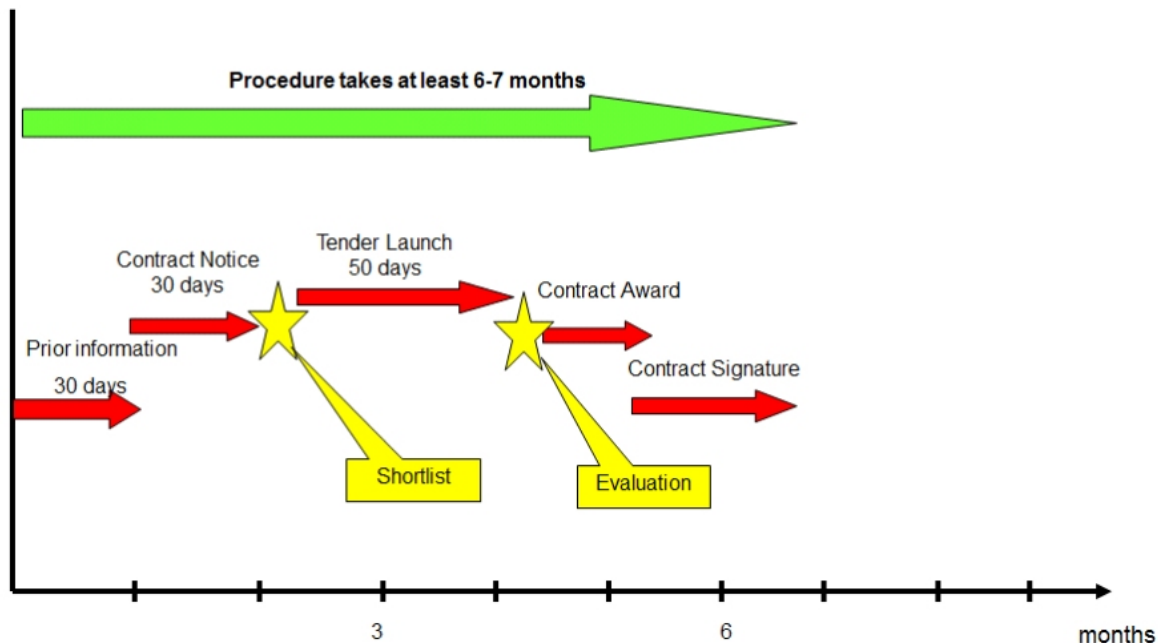 Procedure takes at least 6-7 months
Tender Launch
50 days
Contract Notice
30 days
Contract Award
Prior information
30 days
Contract Signature
Shortlist
Evaluation
3
6
months